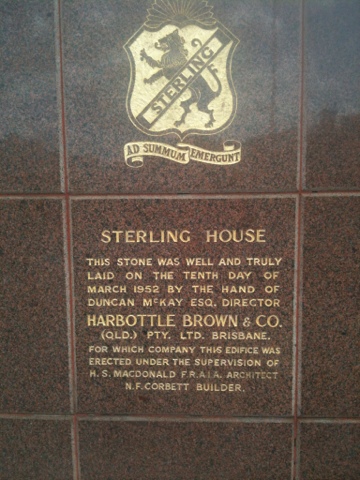 STERLING
AD SUMMUM EMERGUNT
STERLING HOUSE
THIS STONE WAS WELL AND TRULY
LAID ON THE TENTH DAY OF
MARCH 1952 BY THE HAND OF
DUNCAN McKAY ESQ. DIRECTOR
HARBOTTLE BROWN & CO.
(QLD.) PTY. LTD. BRISBANE.
FOR WHICH COMPANY THIS EDIFICE WAS
ERECTED UNDER THE SUPERVISION OF
H. S. MACDONALD F.R.A.I.A. ARCHITECT
N.F. CORBETT BUILDER.